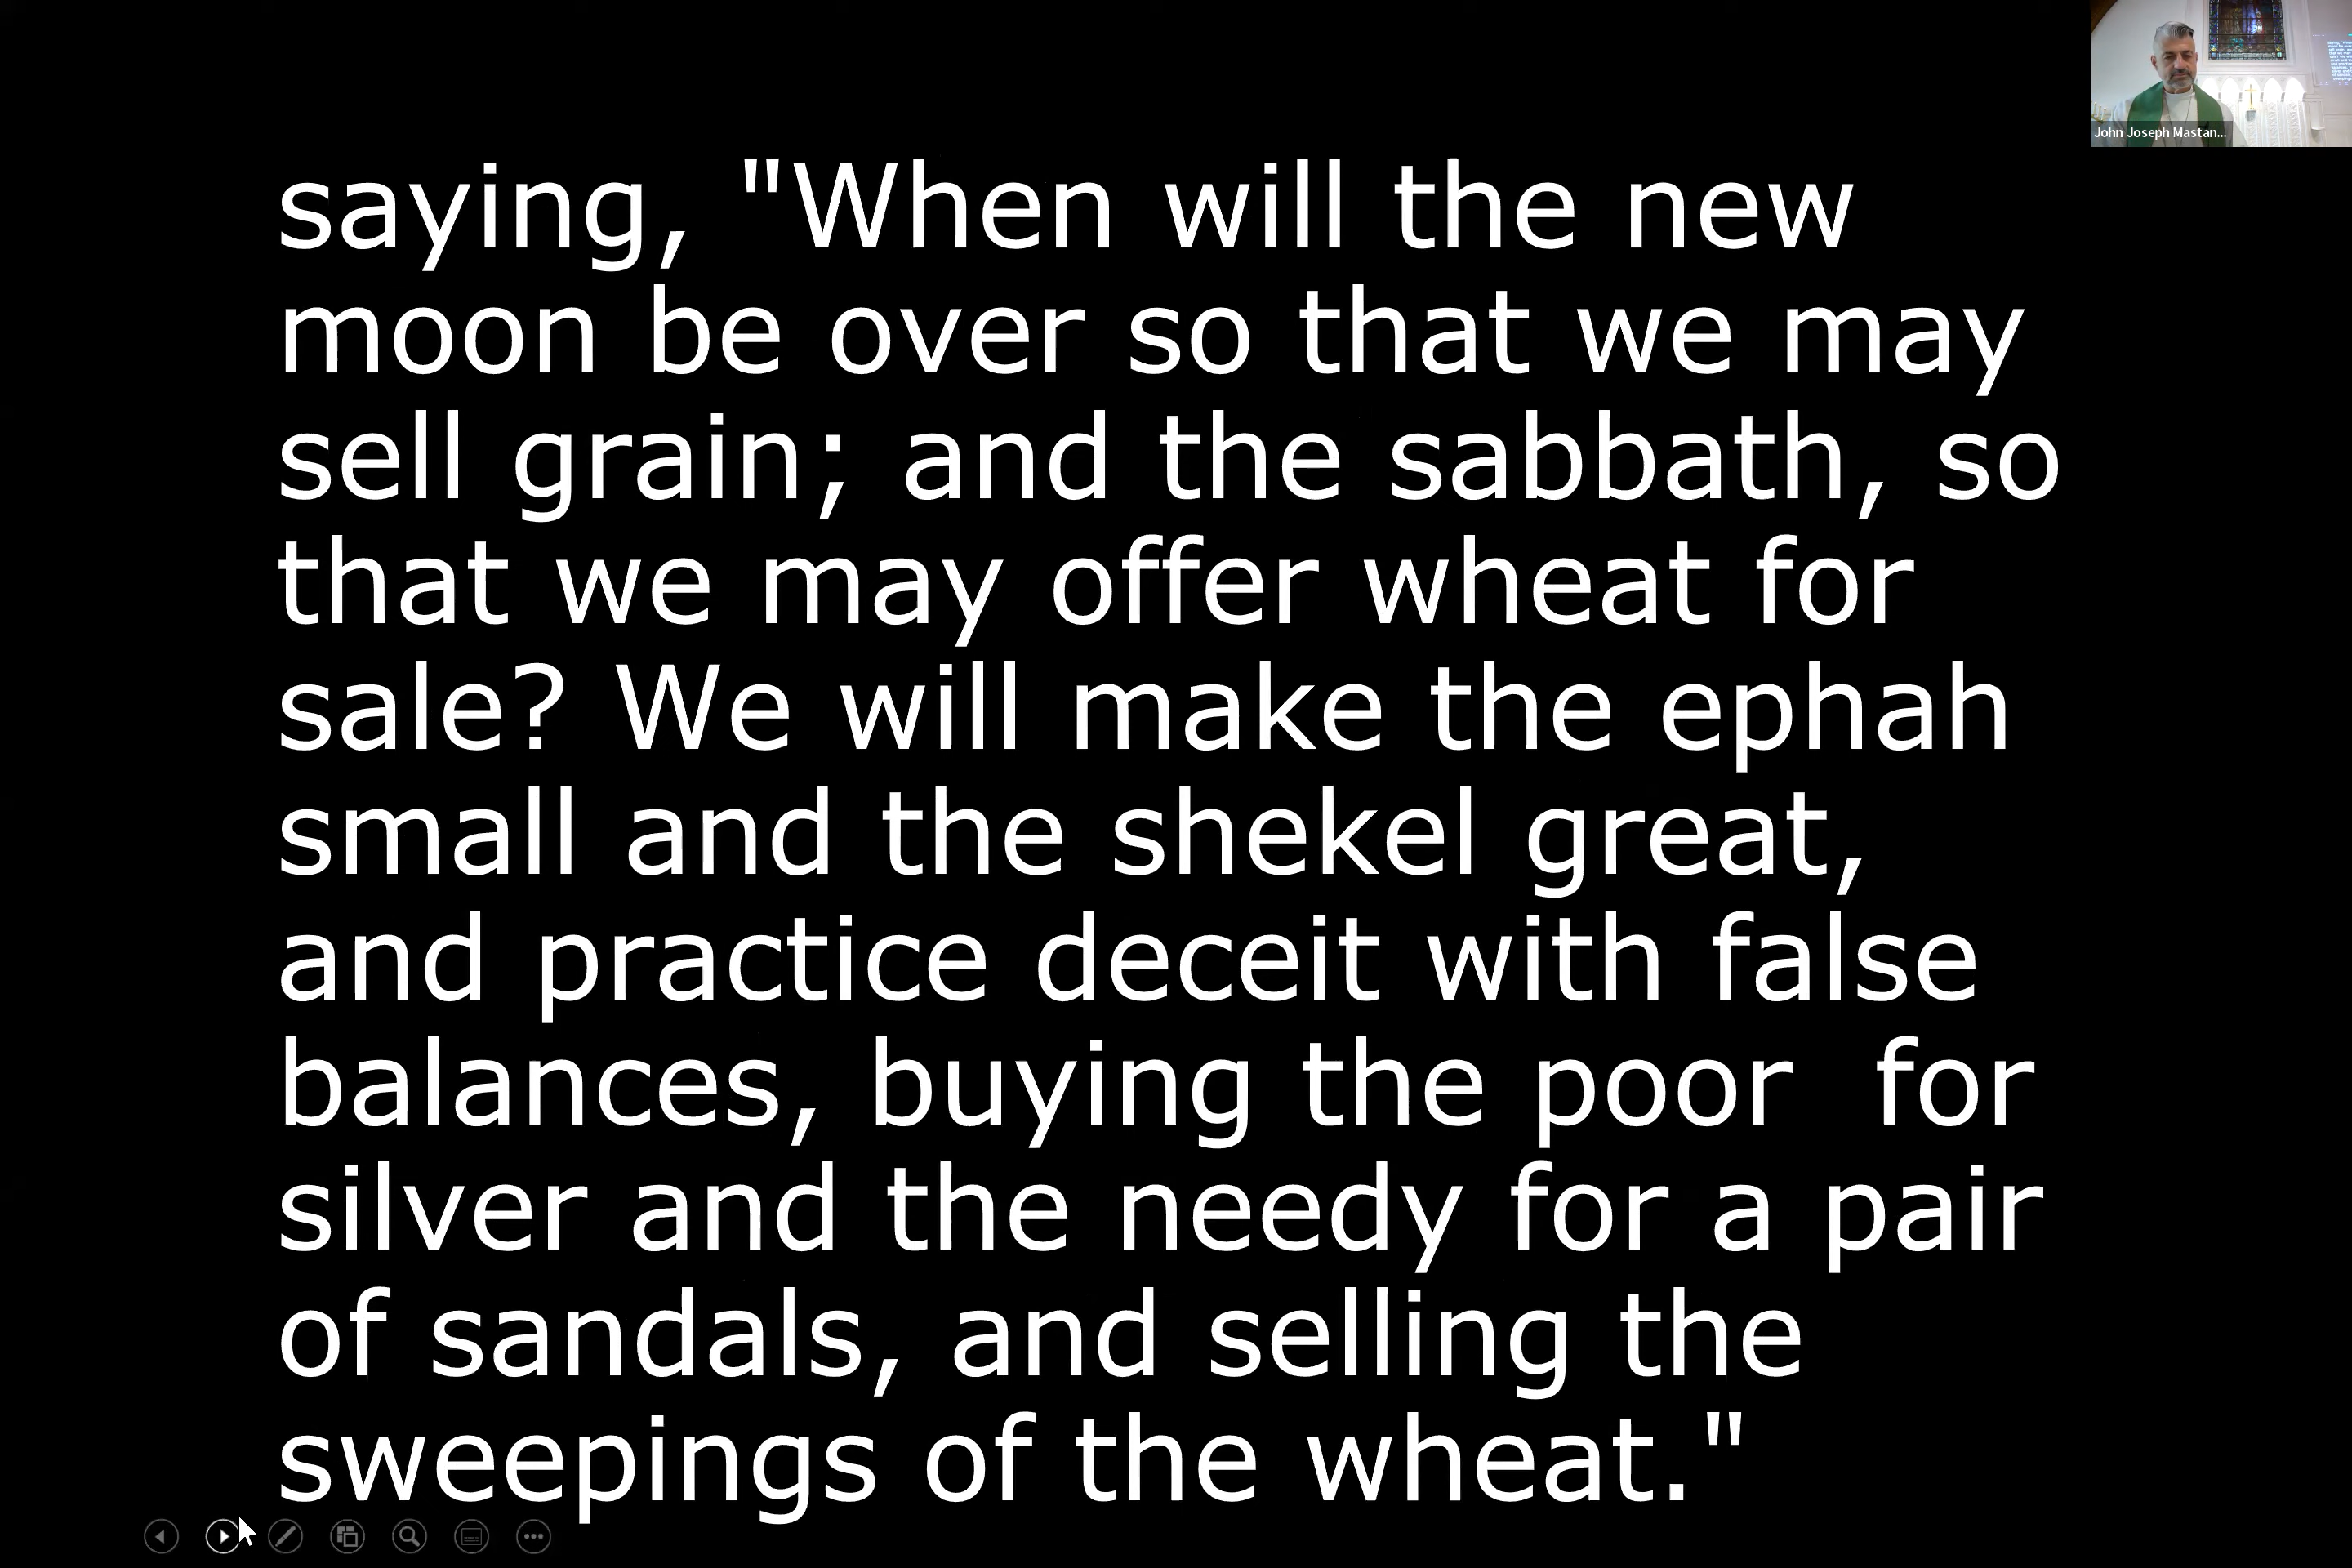 John Joseph Mastan...
saying, "When will the new
moon be over so that we may
sell grain; and the sabbath, so
that we may offer wheat for
sale? We will make the ephah
small and the shekel great,
and practice deceit with false
balances, buying the poor  for
silver and the needy for a pair
of sandals, and selling the
sweepings of the wheat."